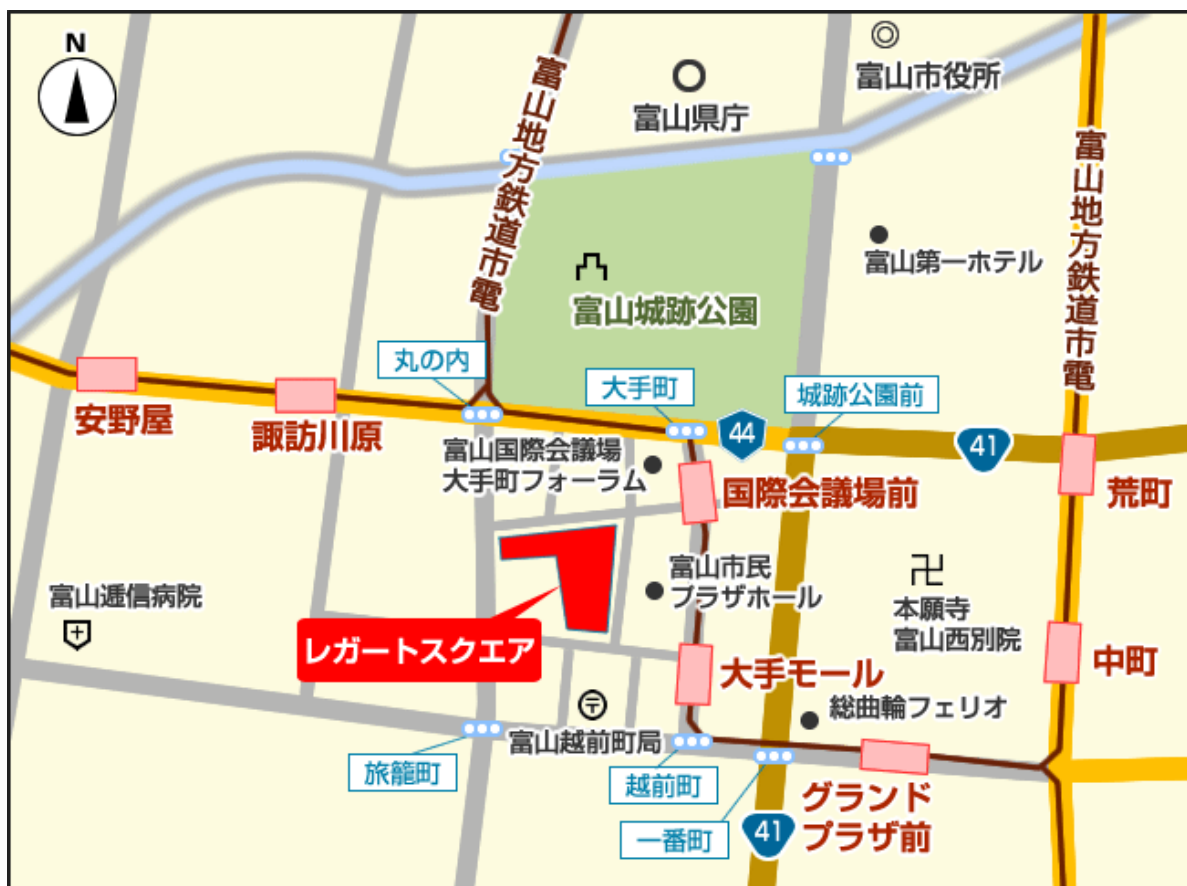 N
富山市役所
富山県庁
富山地方鉄道市電
富山地方鉄道市電
富山第一ホテル
富山城跡公園
丸の内
大手町
城跡公園前
安野屋
諏訪川原
44
41
富山国際会議場
大手町フォーラム
国際会議場前
荒町
富山逓信病院
富山市民
プラザホール
本願寺
富山西別院
レガートスクエア
大手モール
中町
総曲輪フェリオ
富山越前町局
旅籠町
越前町
一番町
41
グランド
プラザ前